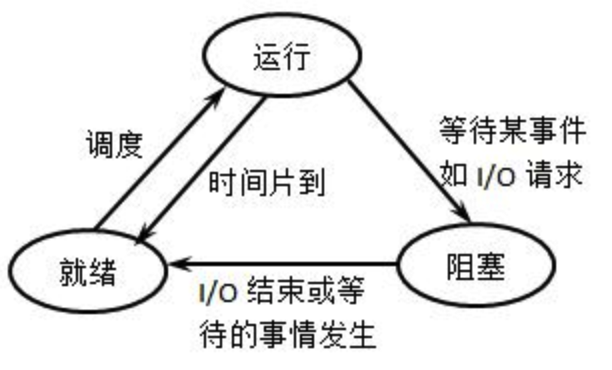 运行
调度
等待某事件
如 I/O 请求
时间片到
就绪
阻塞
I/O 结束或等
待的事情发生